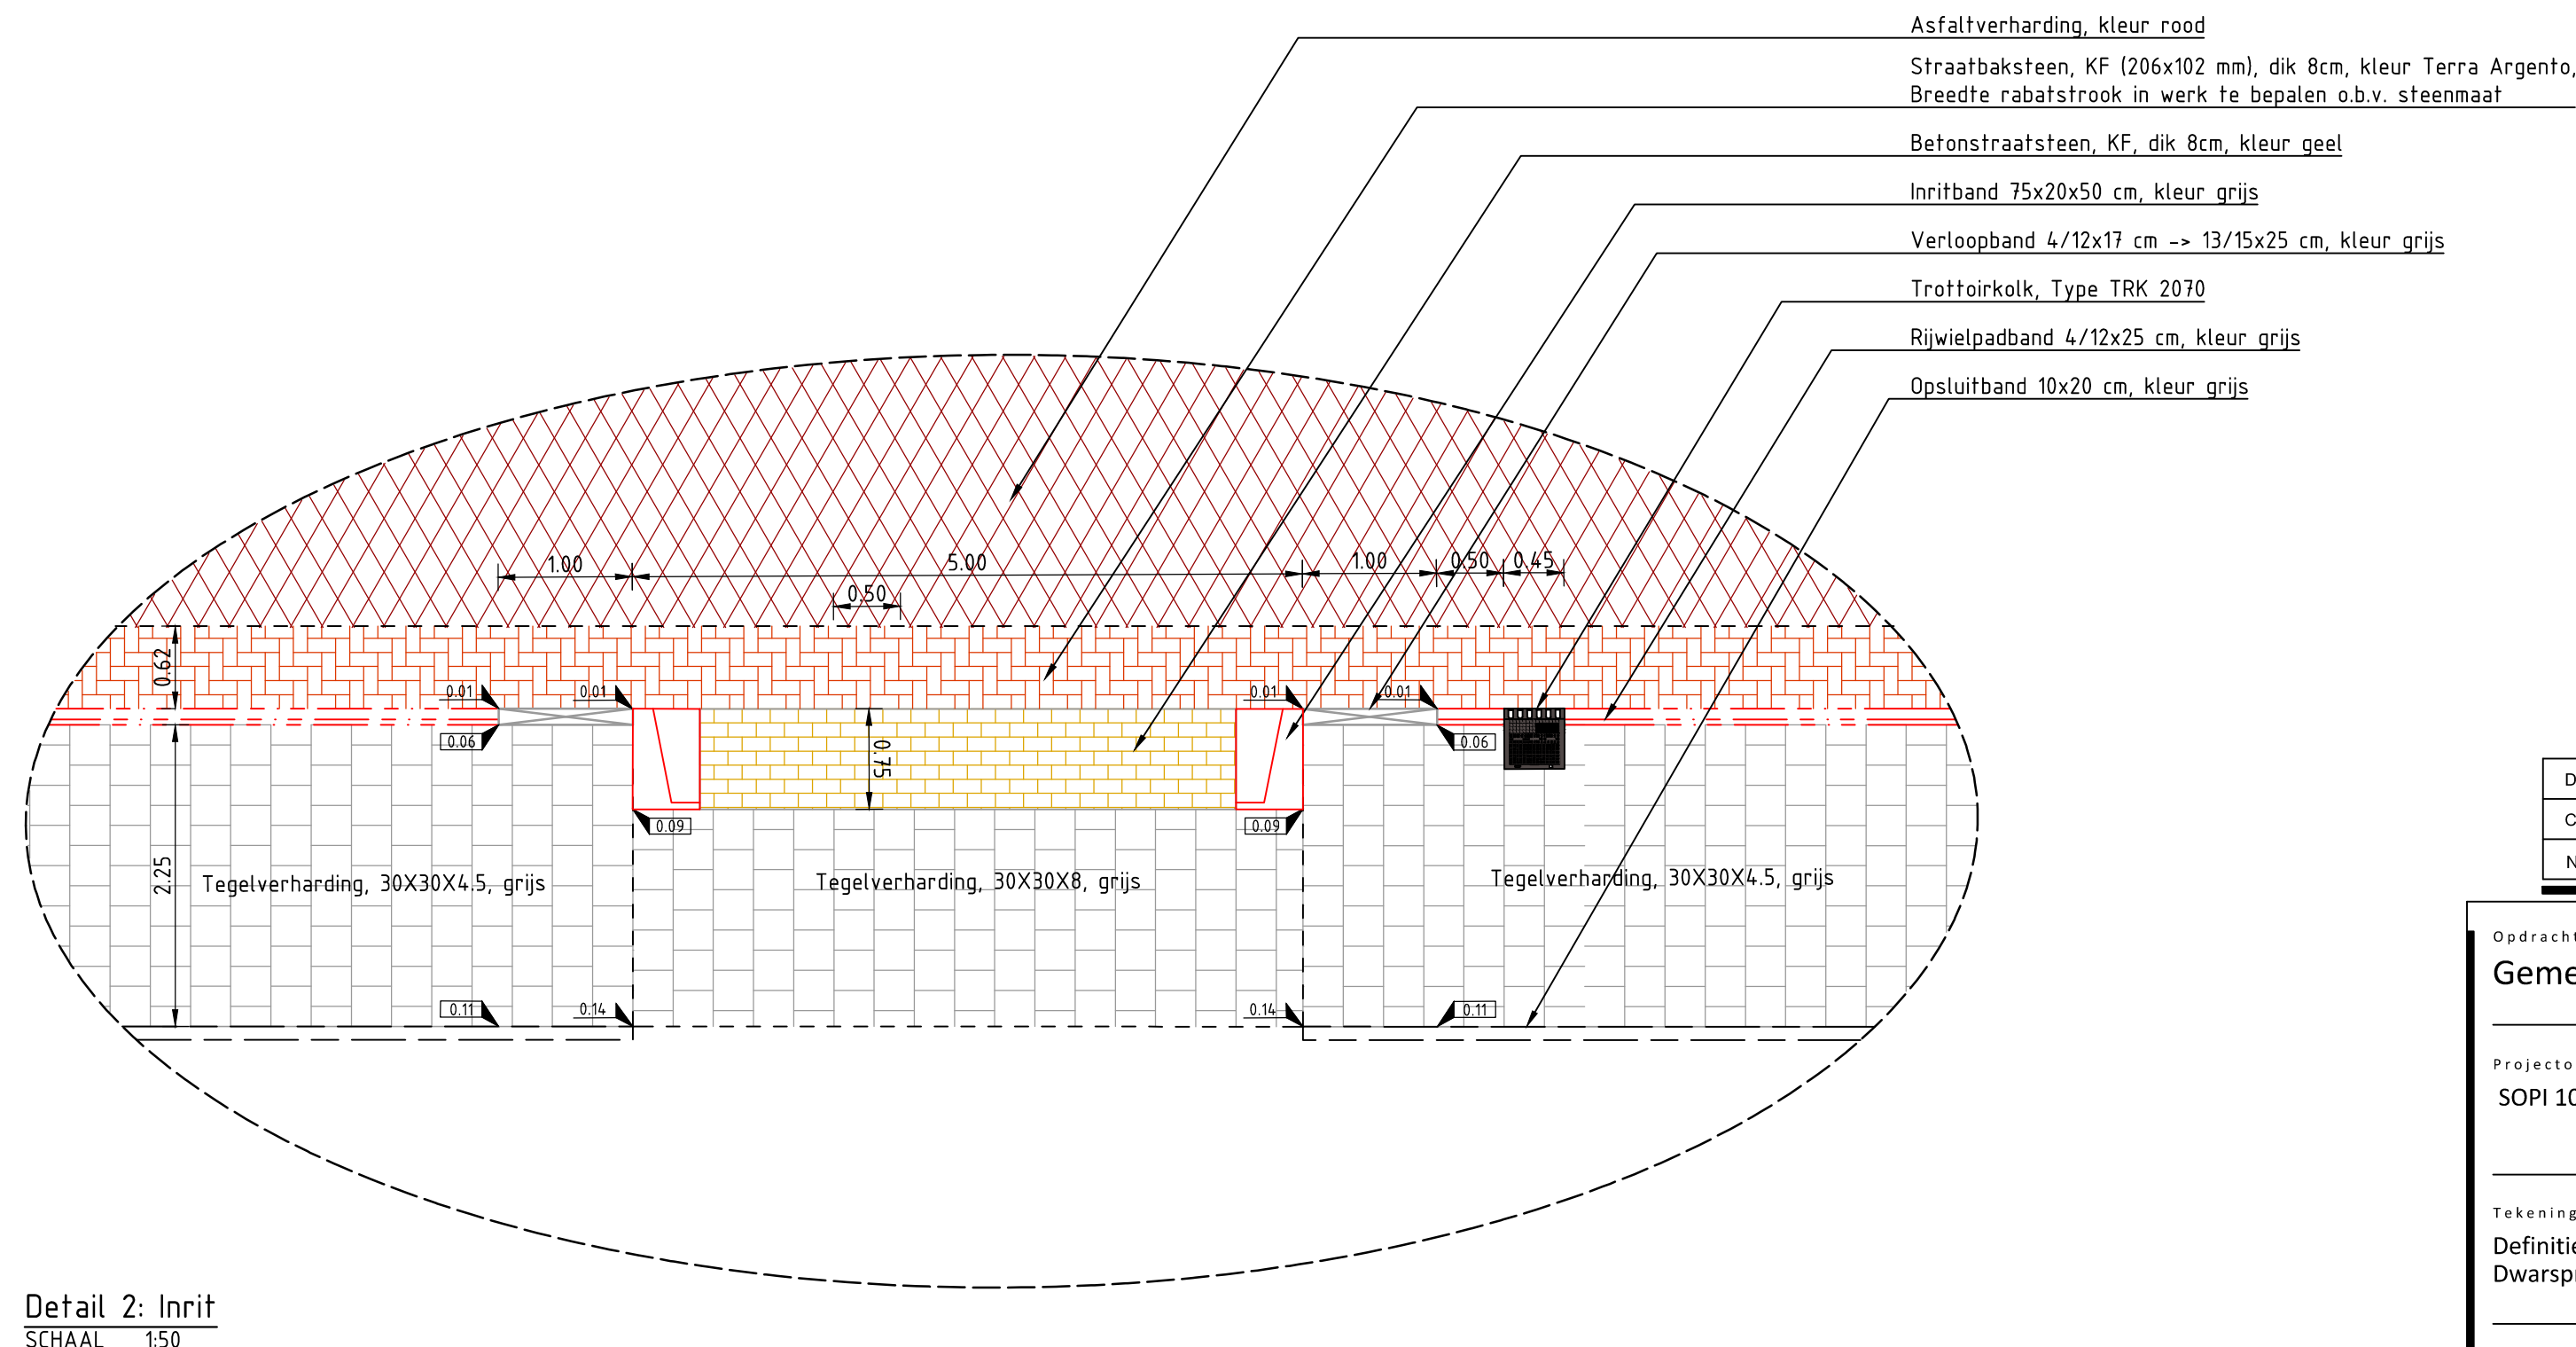 Asfaltverharding, kleur rood
Straatbaksteen, KF (206x102 mm), dik 8cm, kleur Terra Argento,
Breedte rabatstrook in werk te bepalen o.b.v. steenmaat
Betonstraatsteen, KF, dik 8cm, kleur geel
Inritband 75x20x50 cm, kleur grijs
Verloopband 4/12x17 cm -> 13/15x25 cm, kleur grijs
Trottoirkolk, Type TRK 2070
Rijwielpadband 4/12x25 cm, kleur grijs
Opsluitband 10x20 cm, kleur grijs
1.00 5.00 1.00 0.50 0.45
0.50
0.62
0.01 0.01 0.01 0.01
0.06 0.75 0.06
0.09 0.09
2.25
Tegelverharding, 30X30X4.5, grijs Tegelverharding, 30X30X8, grijs Tegelverharding, 30X30X4.5, grijs
0.11 0.14 0.14 0.11
Detail 2: Inrit
SCHAAL 1:50
D
C
N
Opdracht
Geme
Projecto
SOPI 10
Tekening
Definitie
Dwarspr